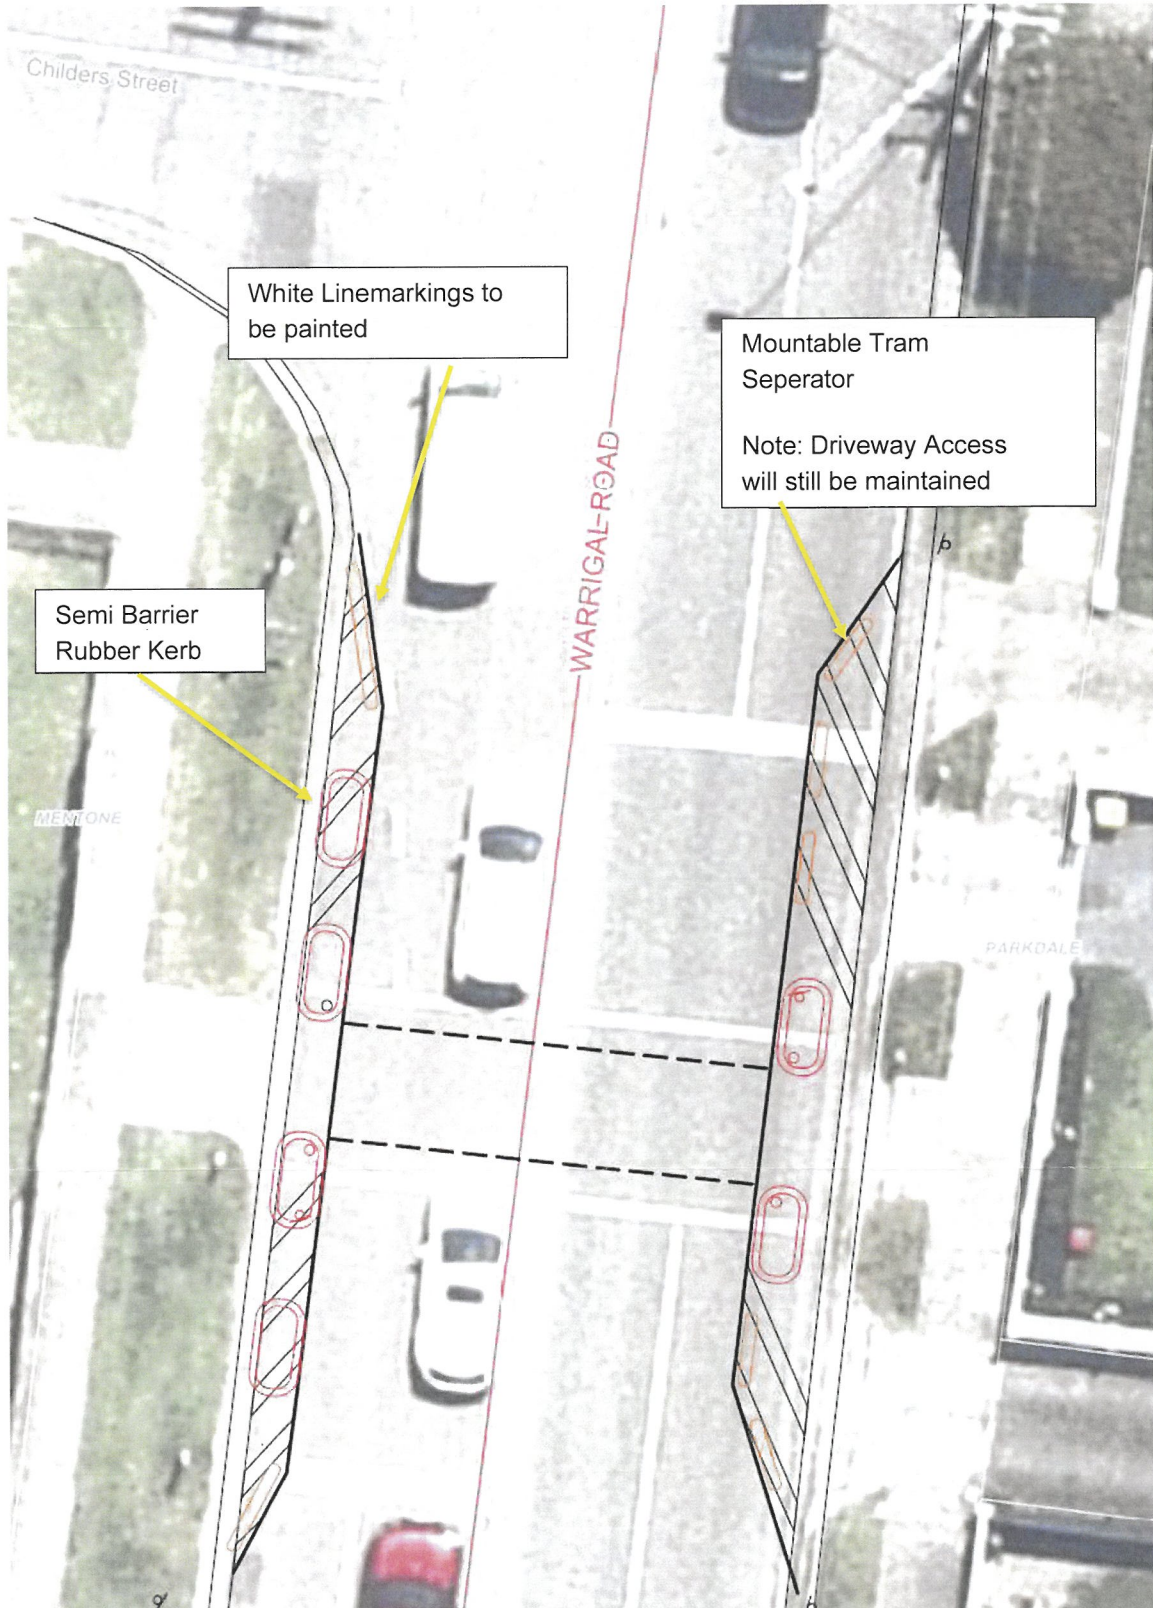 Childers Street
White Linemarkings to
be painted
Mountable Tram
Seperator
Note: Driveway Access
will still be maintained
WARRIGAL ROAD
Semi Barrier
Rubber Kerb
MENTONE
PARKDALE